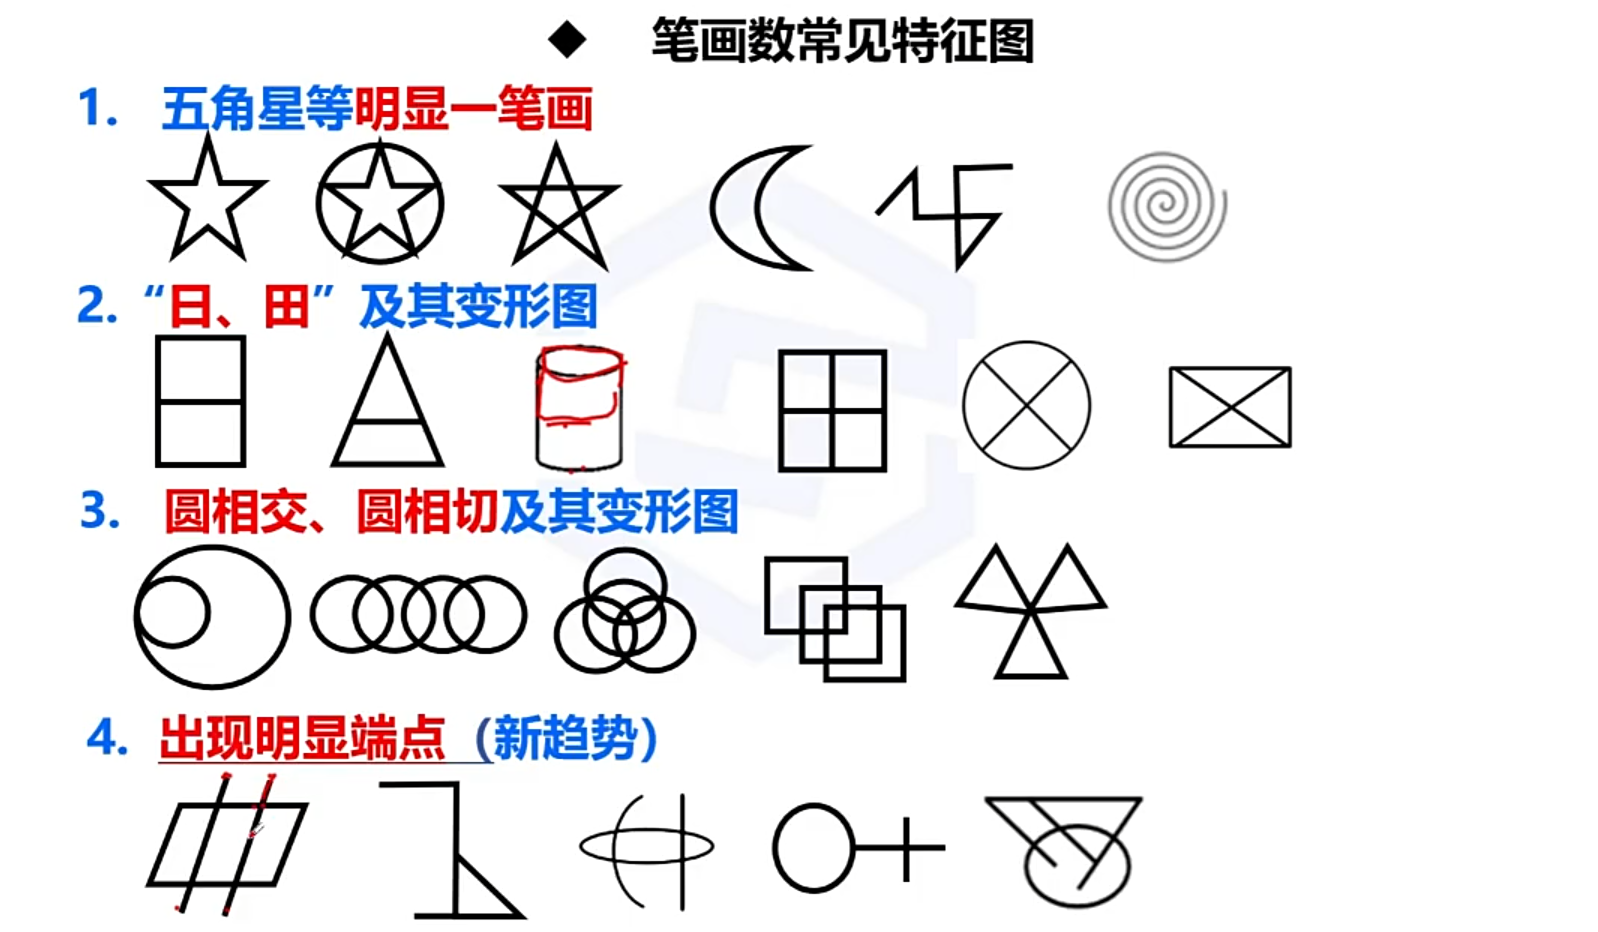 ◆ 笔画数常见特征图
1. 五角星等明显一笔画
2. “日、田”及其变形图
3. 圆相交、圆相切及其变形图
4. 出现明显端点（新趋势）